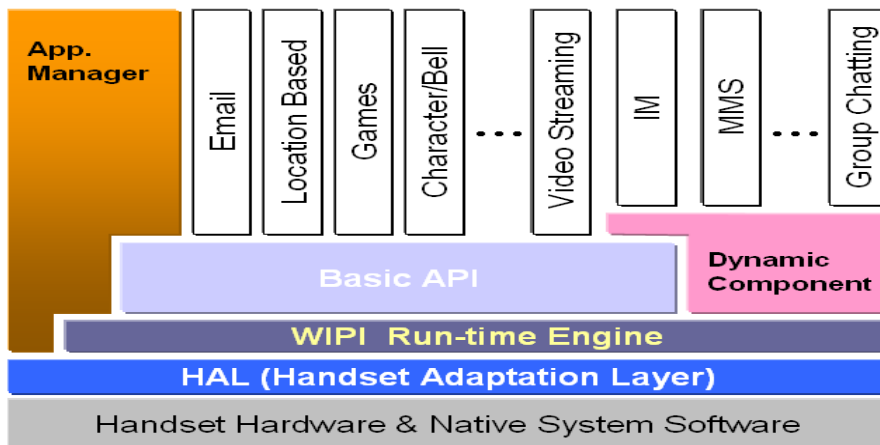 App.
Manager
Email
Location Based
Games
Character/Bell
...
Video Streaming
IM
MMS
...
Group Chatting
Basic API
Dynamic
Component
WIPI Run-time Engine
HAL (Handset Adaptation Layer)
Handset Hardware & Native System Software